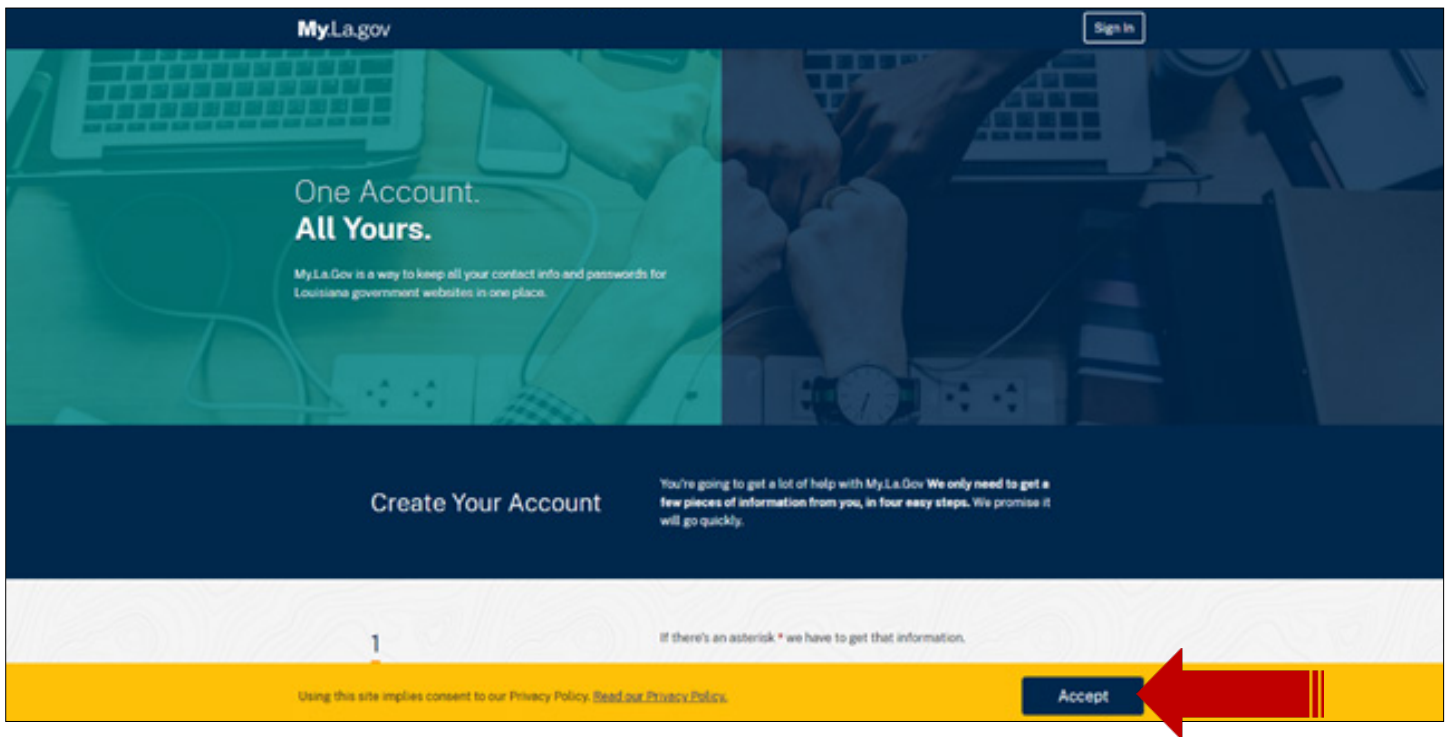 My.La.gov
Sign In
One Account.
All Yours.
My.La.Gov is a way to keep all your contact info and passwords for
Louisiana government websites in one place.
Create Your Account
You're going to get a lot of help with My.La.Gov We only need to get a
few pieces of information from you, in four easy steps. We promise it
will go quickly.
1
If there's an asterisk * we have to get that information.
Using this site implies consent to our Privacy Policy. Read our Privacy Policy.
Accept